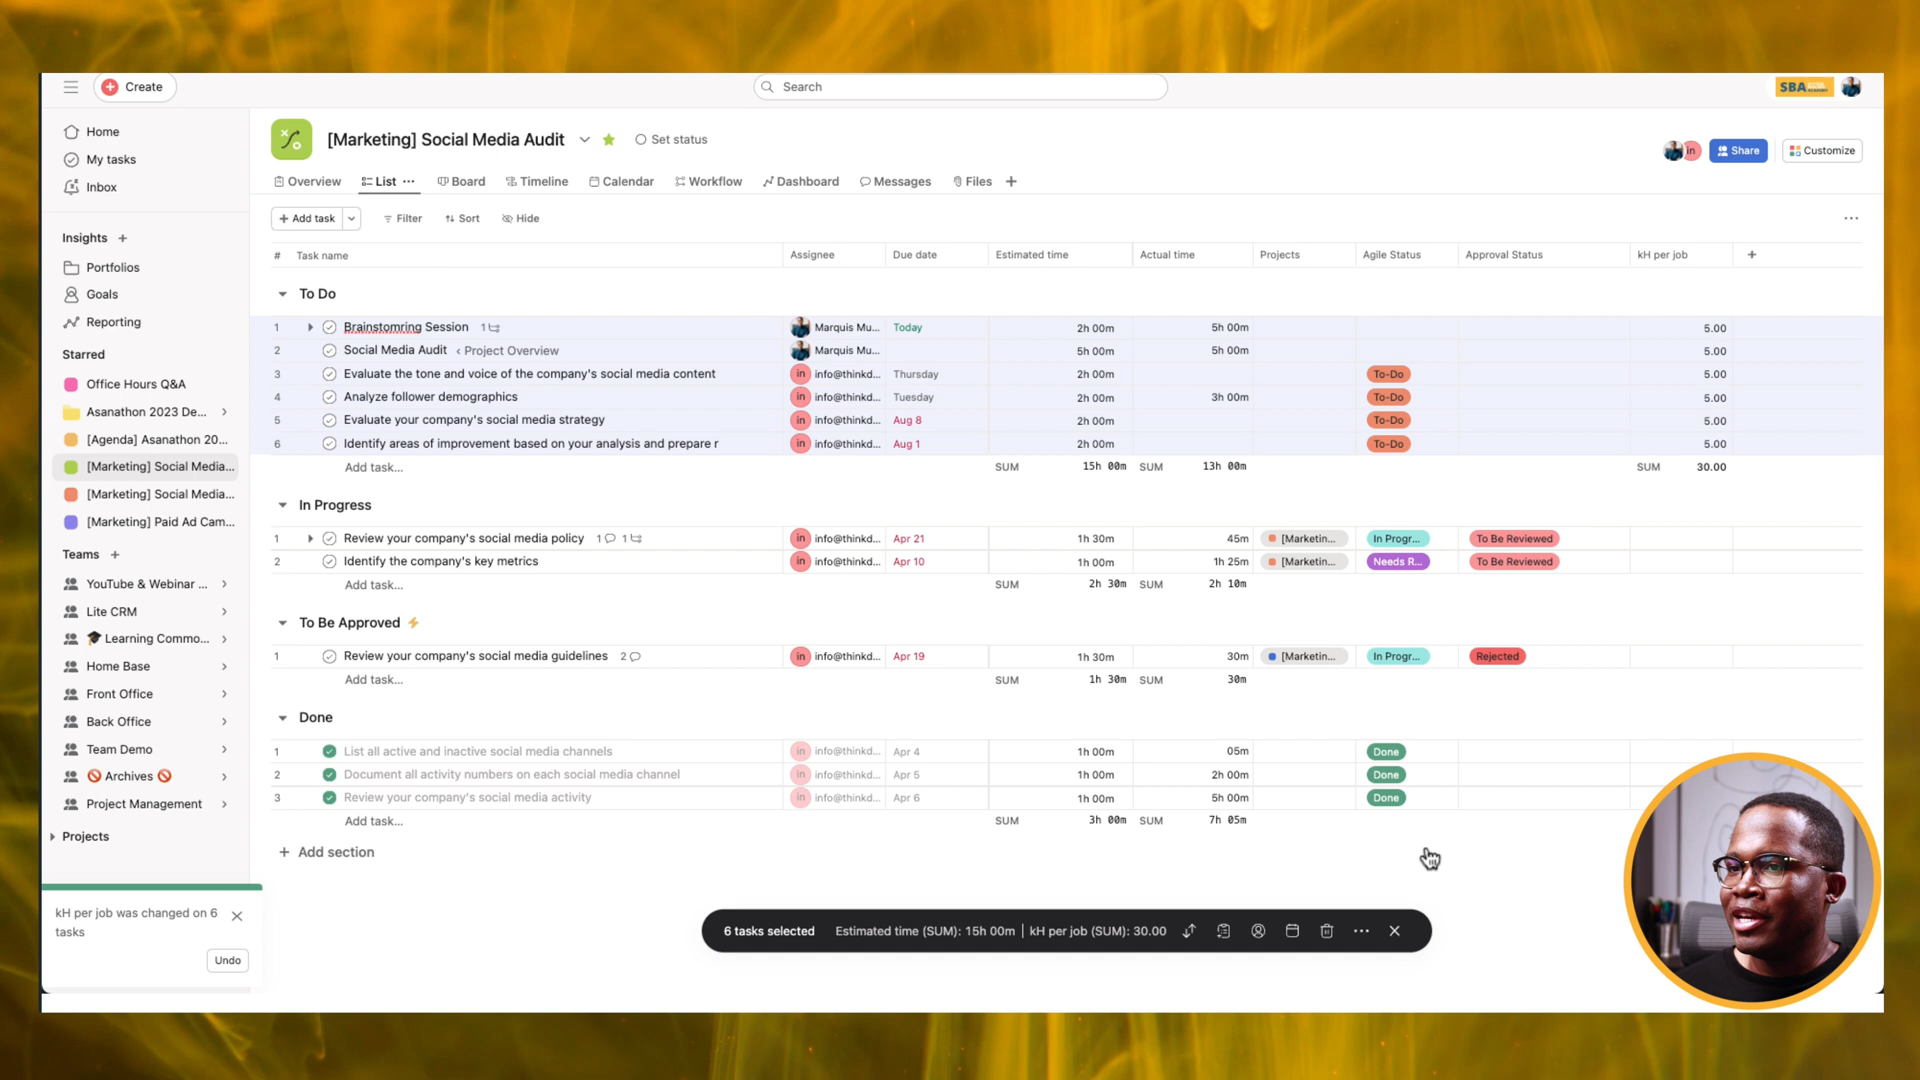 Create
Search
SBA
Home
My tasks
Inbox
Insights +
Portfolios
Goals
Reporting
Starred
Office Hours Q&A
Asanathon 2023 De...
[Agenda] Asanathon 20...
[Marketing] Social Media...
[Marketing] Social Media...
[Marketing] Paid Ad Cam...
Teams +
YouTube & Webinar ...
Lite CRM
🎓 Learning Commo...
Home Base
Front Office
Back Office
Team Demo
🚫 Archives 🚫
Project Management
Projects
kH per job was changed on 6
tasks
Undo
[Marketing] Social Media Audit Set status
in Share Customize
Overview List ... Board Timeline Calendar Workflow Dashboard Messages Files +
+ Add task Filter Sort Hide ...
# Task name Assignee Due date Estimated time Actual time Projects Agile Status Approval Status kH per job +
To Do
1 Brainstomring Session 1 Marquis Mu... Today 2h 00m 5h 00m 5.00
2 Social Media Audit ‹ Project Overview Marquis Mu... 5h 00m 5h 00m 5.00
3 Evaluate the tone and voice of the company's social media content in info@thinkd... Thursday 2h 00m To-Do 5.00
4 Analyze follower demographics in info@thinkd... Tuesday 2h 00m 3h 00m To-Do 5.00
5 Evaluate your company's social media strategy in info@thinkd... Aug 8 2h 00m To-Do 5.00
6 Identify areas of improvement based on your analysis and prepare r in info@thinkd... Aug 1 2h 00m To-Do 5.00
Add task... SUM 15h 00m SUM 13h 00m SUM 30.00
In Progress
1 Review your company's social media policy 1 1 in info@thinkd... Apr 21 1h 30m 45m [Marketin... In Progr... To Be Reviewed
2 Identify the company's key metrics in info@thinkd... Apr 10 1h 00m 1h 25m [Marketin... Needs R... To Be Reviewed
Add task... SUM 2h 30m SUM 2h 10m
To Be Approved ⚡
1 Review your company's social media guidelines 2 in info@thinkd... Apr 19 1h 30m 30m [Marketin... In Progr... Rejected
Add task... SUM 1h 30m SUM 30m
Done
1 List all active and inactive social media channels in info@thinkd... Apr 4 1h 00m 05m Done
2 Document all activity numbers on each social media channel in info@thinkd... Apr 5 1h 00m 2h 00m Done
3 Review your company's social media activity in info@thinkd... Apr 6 1h 00m 5h 00m Done
Add task... SUM 3h 00m SUM 7h 05m
+ Add section
6 tasks selected Estimated time (SUM): 15h 00m | kH per job (SUM): 30.00 ...